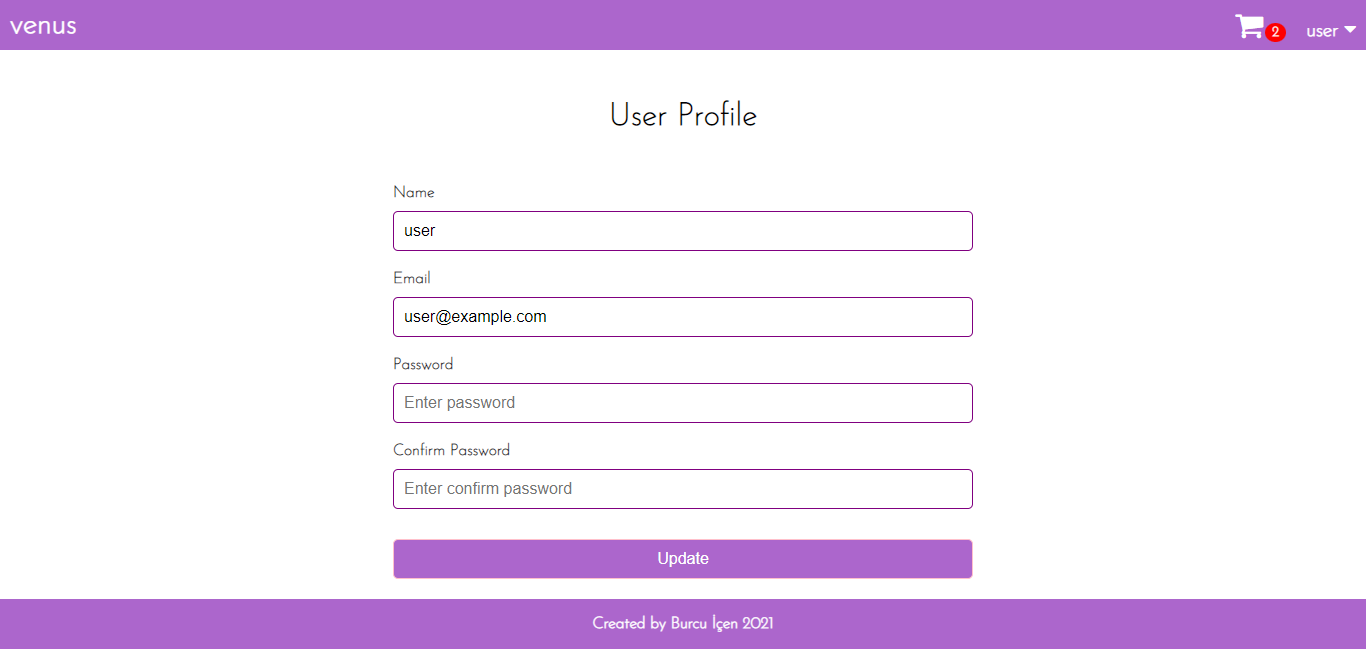 venus
2
user
User Profile
Name
user
Email
user@example.com
Password
Enter password
Confirm Password
Enter confirm password
Update
Created by Burcu İçen 2021